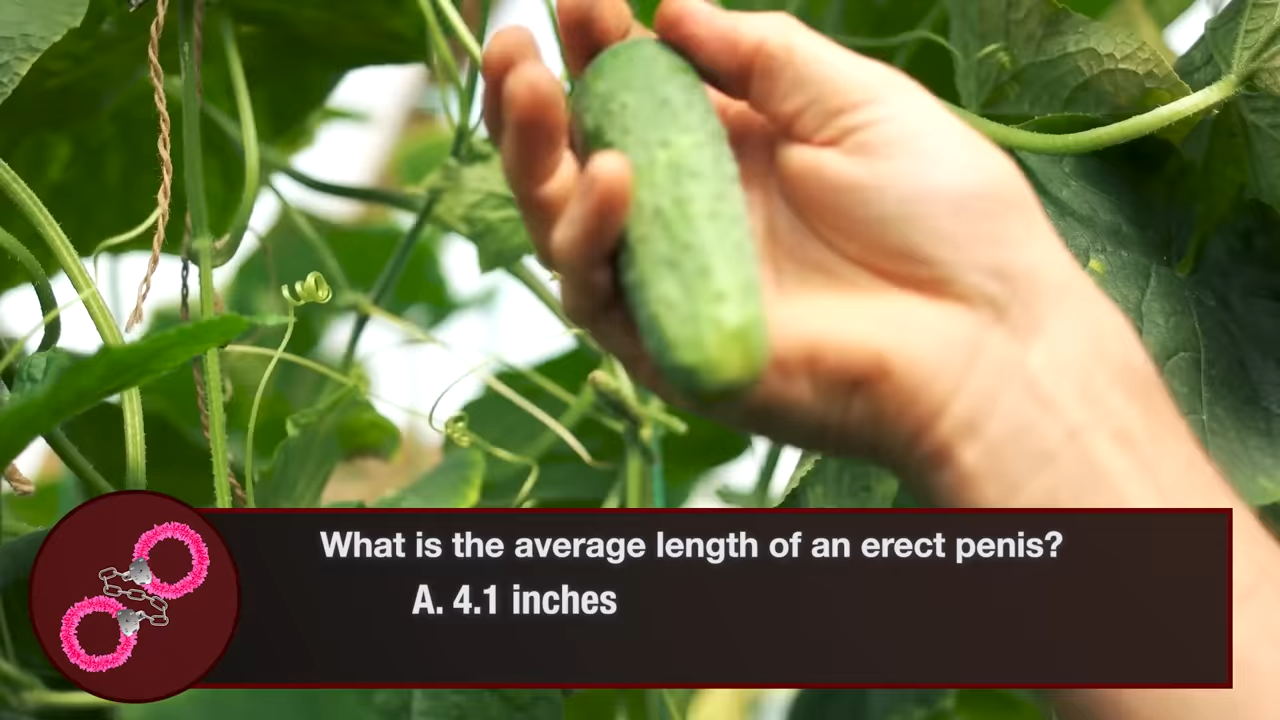 What is the average length of an erect penis?
A. 4.1 inches